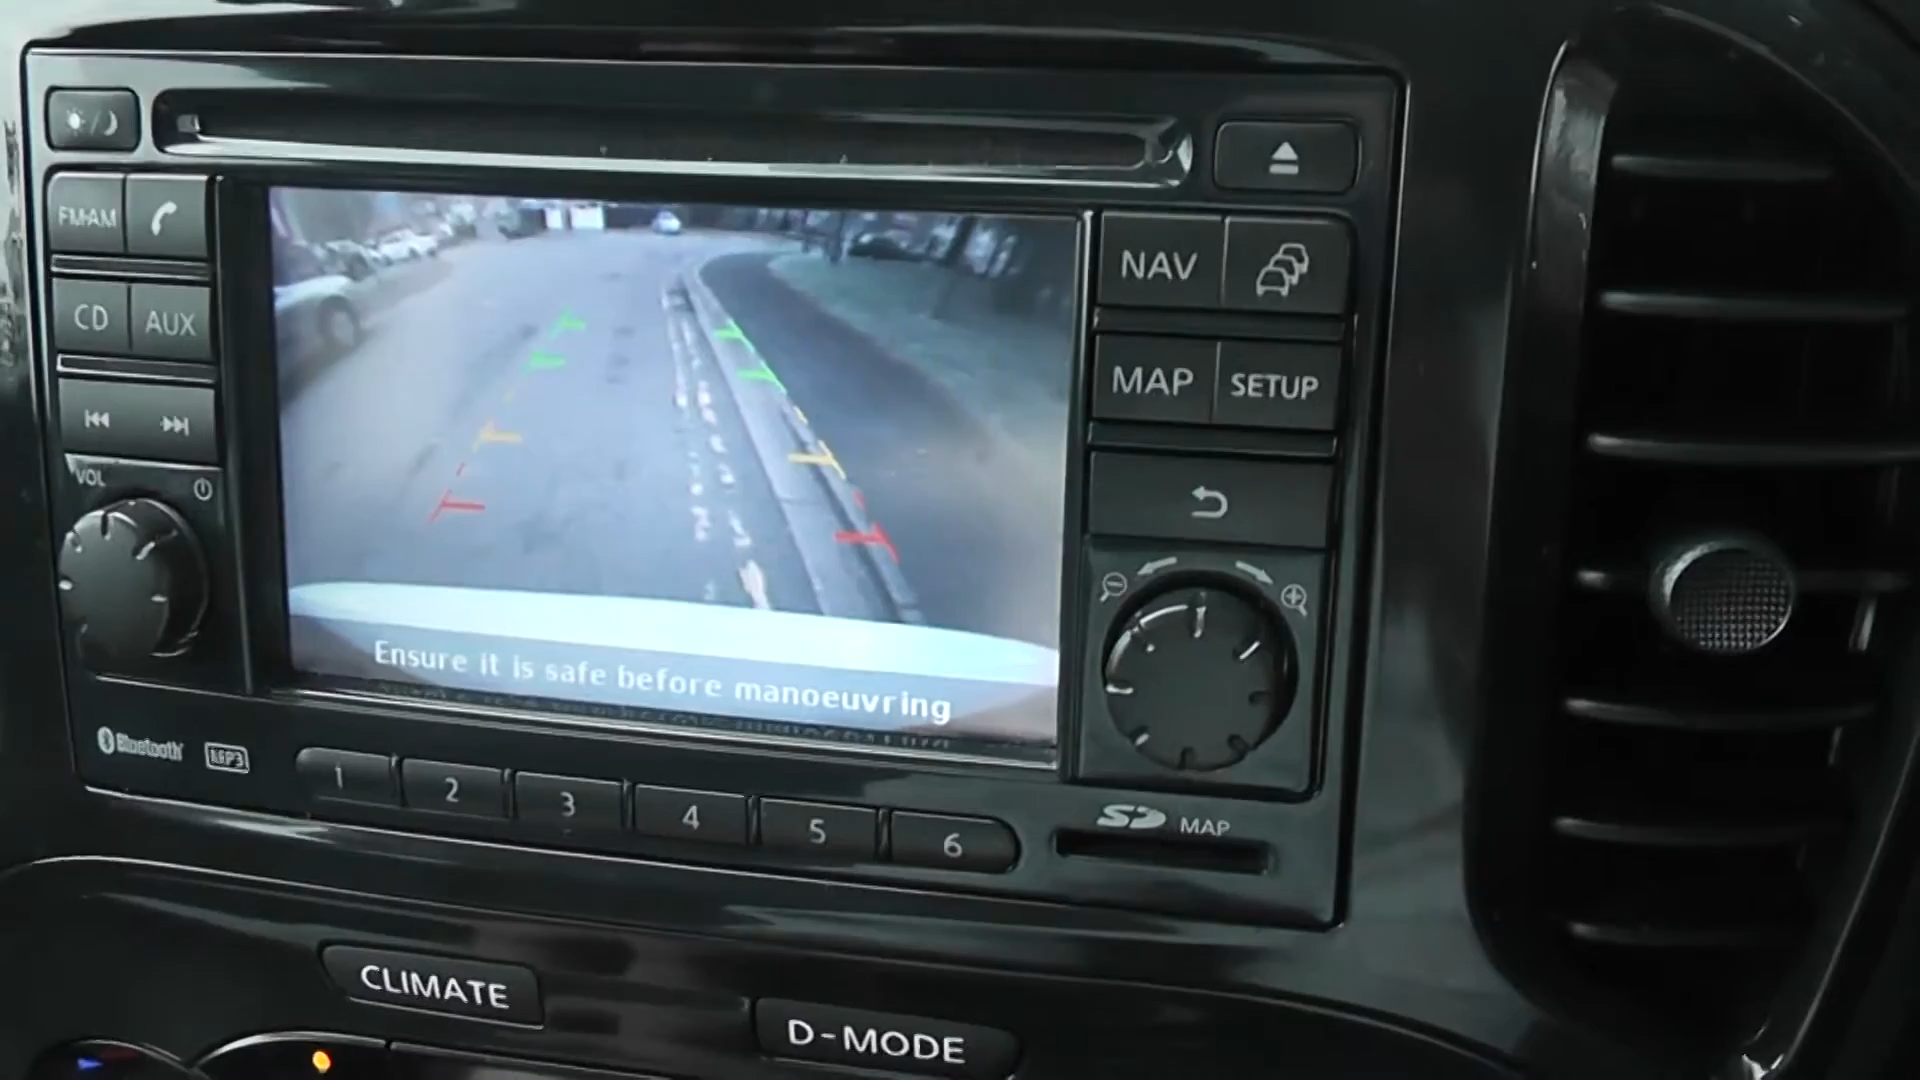 FM·AM
CD
AUX
VOL
NAV
MAP
SETUP
Ensure it is safe before manoeuvring
Bluetooth
MP3
1
2
3
4
5
6
SD
MAP
CLIMATE
D-MODE